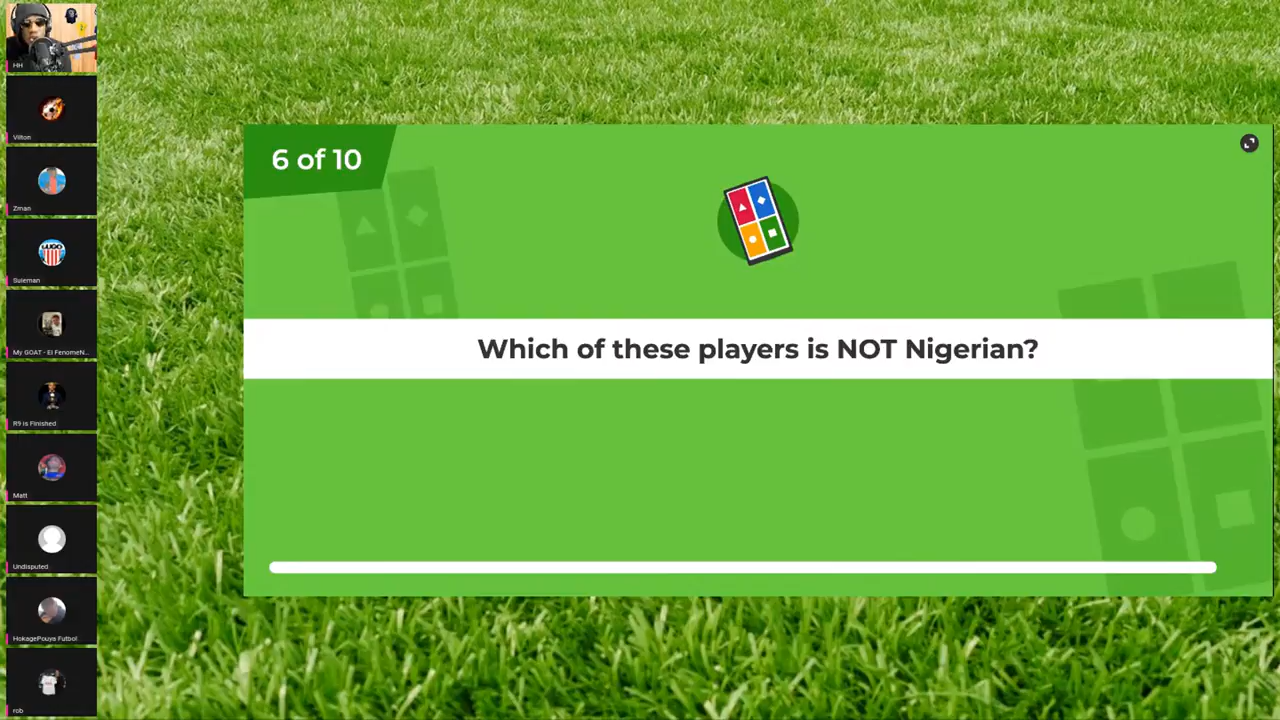 HH
Vilton
Zman
Suleman
My GOAT - El FenomeN...
R9 is Finished
Matt
Undisputed
HokagePouya Futbol
rob
6 of 10
Which of these players is NOT Nigerian?